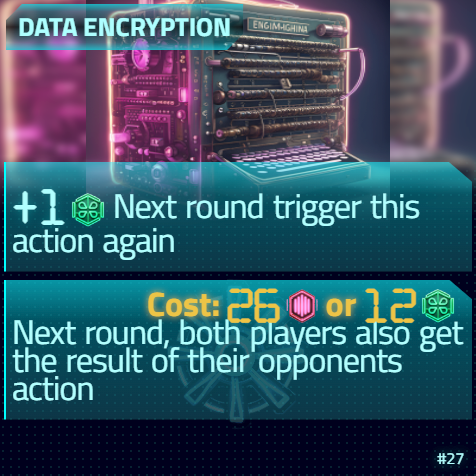 DATA ENCRYPTION
ENGIM-IGHINA
+1 Next round trigger this
action again
Cost: 26 or 12
Next round, both players also get
the result of their opponents
action
#27